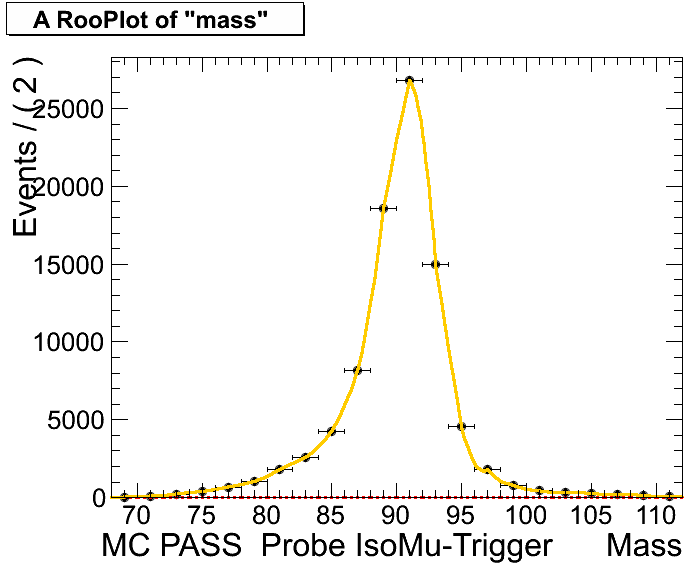 A RooPlot of "mass"
Events / ( 2 )
25000
20000
15000
10000
5000
0
70 75 80 85 90 95 100 105 110
MC PASS Probe IsoMu-Trigger Mass